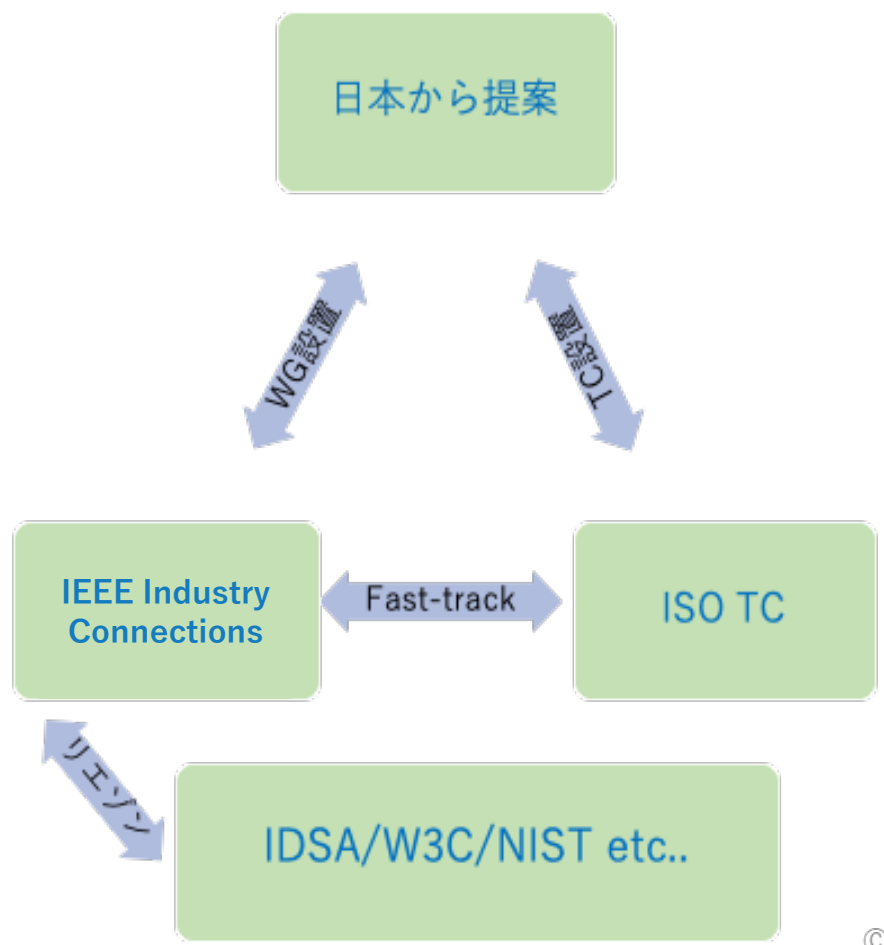 日本から提案
WG設置
TC設置
IEEE Industry
Connections
Fast-track
ISO TC
リエゾン
IDSA/W3C/NIST etc..
©